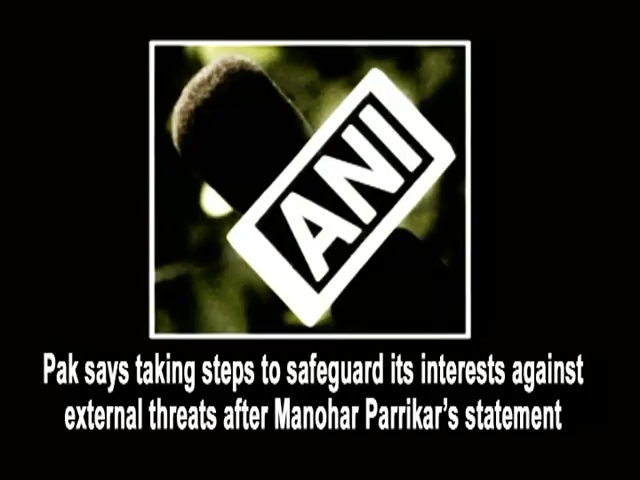 ANI
Pak says taking steps to safeguard its interests against
external threats after Manohar Parrikar's statement